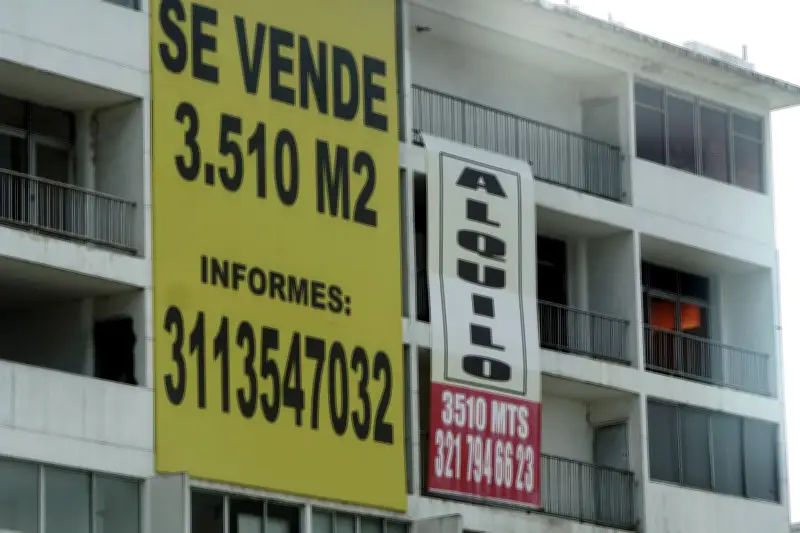 SE VENDE
3.510 M2
INFORMES:
3113547032
ALQUILO
3510 MTS
321 794 66 23